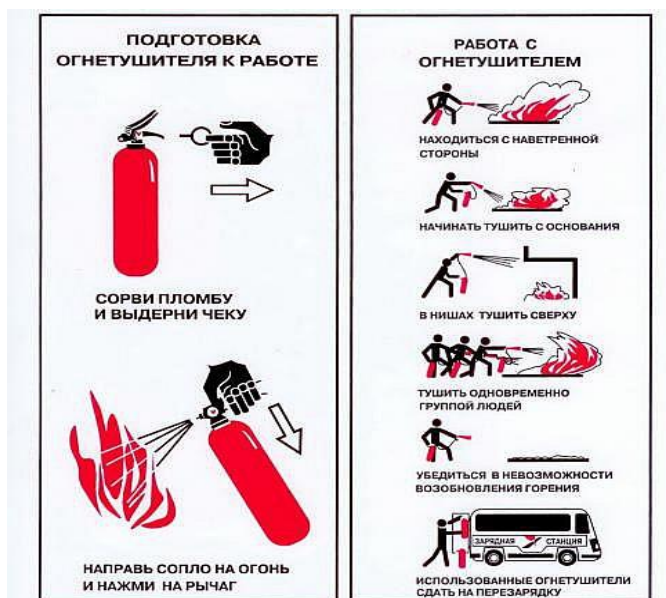 ПОДГОТОВКА
ОГНЕТУШИТЕЛЯ К РАБОТЕ
СОРВИ ПЛОМБУ
И ВЫДЕРНИ ЧЕКУ
НАПРАВЬ СОПЛО НА ОГОНЬ
И НАЖМИ НА РЫЧАГ
РАБОТА С
ОГНЕТУШИТЕЛЕМ
НАХОДИТЬСЯ С НАВЕТРЕННОЙ
СТОРОНЫ
НАЧИНАТЬ ТУШИТЬ С ОСНОВАНИЯ
В НИШАХ ТУШИТЬ СВЕРХУ
ТУШИТЬ ОДНОВРЕМЕННО
ГРУППОЙ ЛЮДЕЙ
УБЕДИТЬСЯ В НЕВОЗМОЖНОСТИ
ВОЗОБНОВЛЕНИЯ ГОРЕНИЯ
ЗАРЯДНАЯ СТАНЦИЯ
ИСПОЛЬЗОВАННЫЕ ОГНЕТУШИТЕЛИ
СДАТЬ НА ПЕРЕЗАРЯДКУ